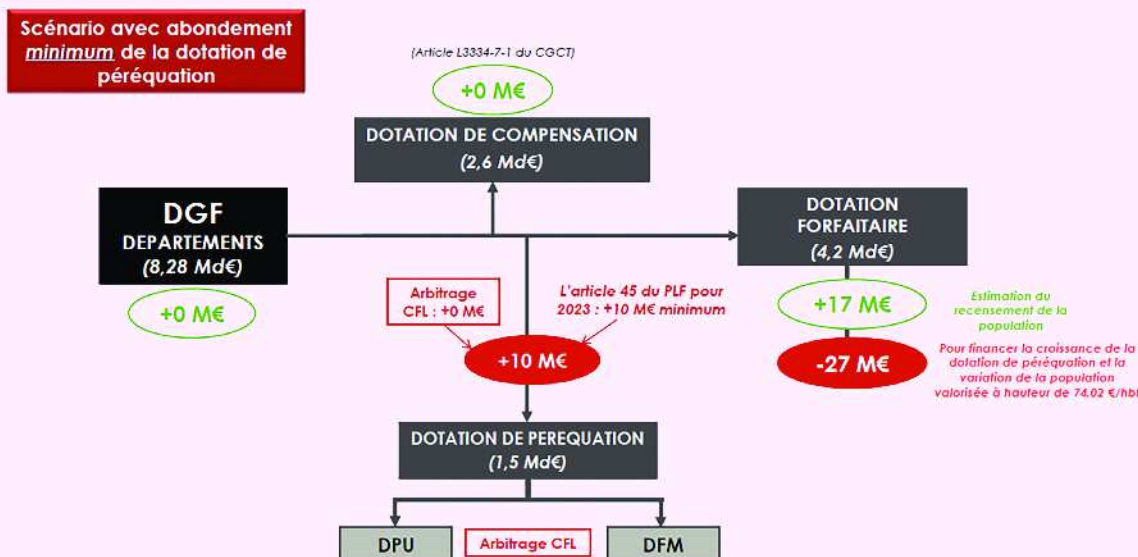 Scénario avec abondement
minimum de la dotation de
péréquation
(Article L3334-7-1 du CGCT)
+0 M€
DOTATION DE COMPENSATION
(2,6 Md€)
DGF
DEPARTEMENTS
(8,28 Md€)
+0 M€
DOTATION
FORFAITAIRE
(4,2 Md€)
+17 M€
Estimation du
recensement de la
population
-27 M€
Pour financer la croissance de la
dotation de péréquation et la
variation de la population
valorisée à hauteur de 74.02 €/hbt
Arbitrage
CFL : +0 M€
L'article 45 du PLF pour
2023 : +10 M€ minimum
+10 M€
DOTATION DE PEREQUATION
(1,5 Md€)
DPU
Arbitrage CFL
DFM